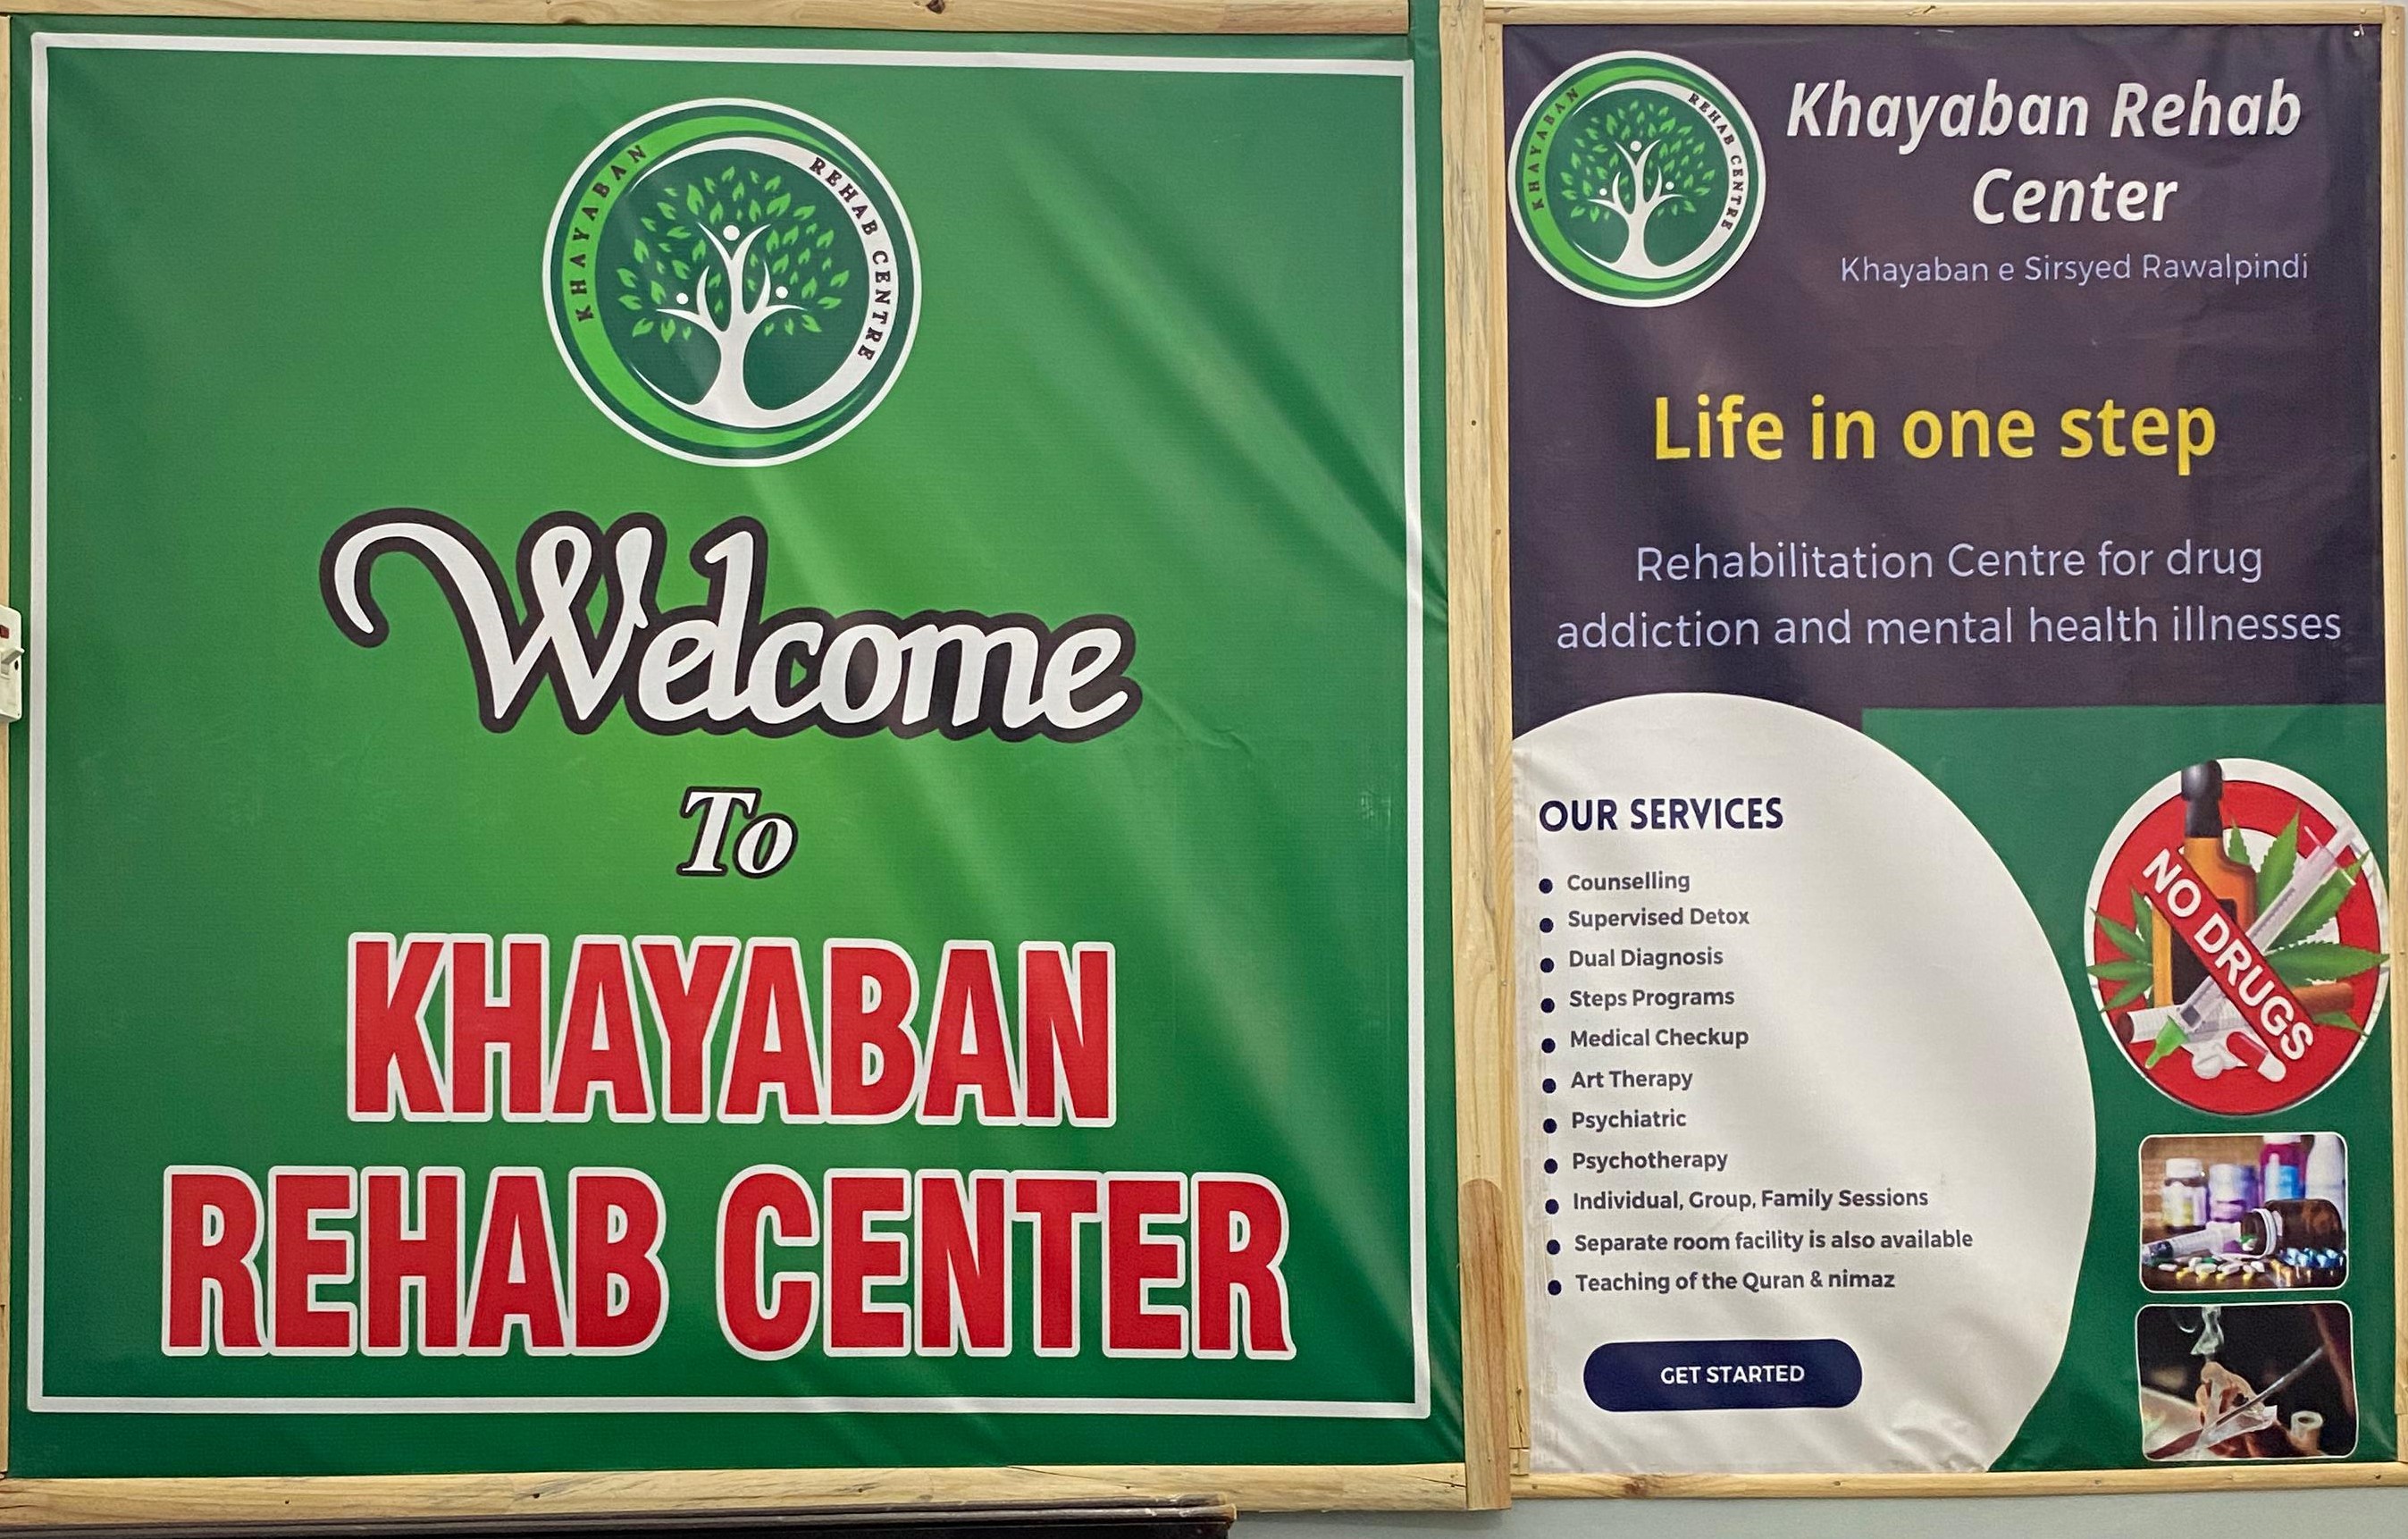 KHAYABAN REHAB CENTRE
Welcome
To
KHAYABAN
REHAB CENTER
KHAYABAN REHAB CENTRE
Khayaban Rehab
Center
Khayaban e Sirsyed Rawalpindi
Life in one step
Rehabilitation Centre for drug
addiction and mental health illnesses
OUR SERVICES
Counselling
Supervised Detox
Dual Diagnosis
Steps Programs
Medical Checkup
Art Therapy
Psychiatric
Psychotherapy
Individual, Group, Family Sessions
Separate room facility is also available
Teaching of the Quran & nimaz
GET STARTED
NO DRUGS